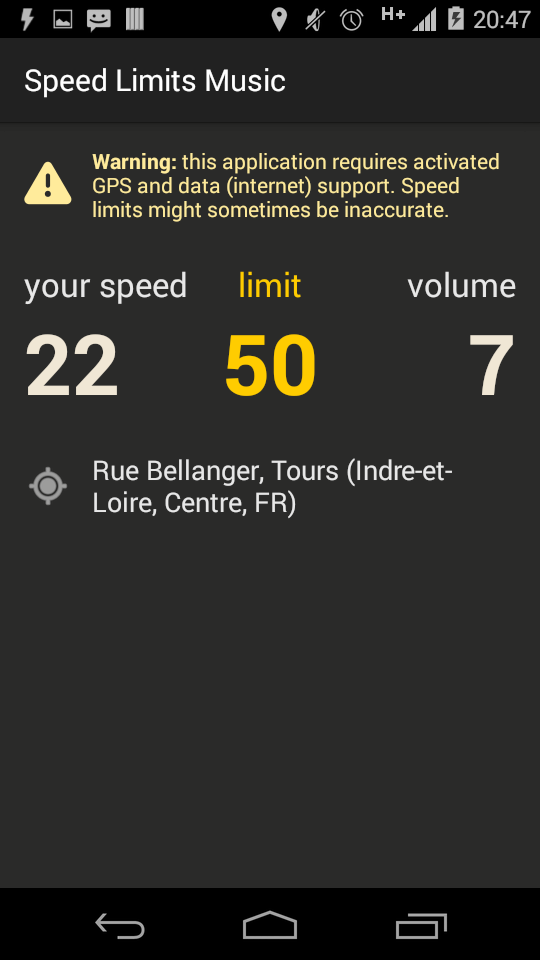 H+ 20:47
Speed Limits Music
Warning: this application requires activated
GPS and data (internet) support. Speed
limits might sometimes be inaccurate.
your speed limit volume
22 50 7
Rue Bellanger, Tours (Indre-et-
Loire, Centre, FR)